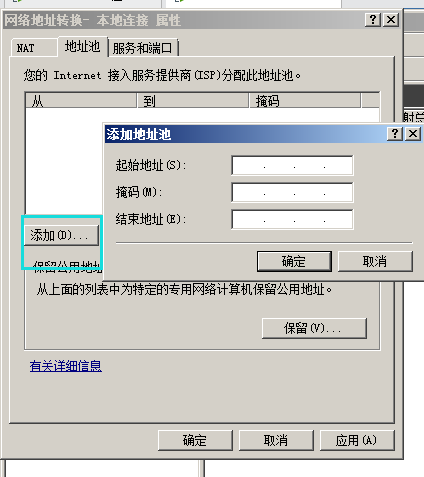 网络地址转换- 本地连接 属性
NAT 地址池 服务和端口
您的 Internet 接入服务提供商(ISP)分配此地址池。
从 到 掩码
添加地址池
起始地址(S):
掩码(M):
结束地址(E):
添加(D)...
确定 取消
保留公用地址
从上面的列表中为特定的专用网络计算机保留公用地址。
保留(V)...
有关详细信息
确定 取消 应用(A)